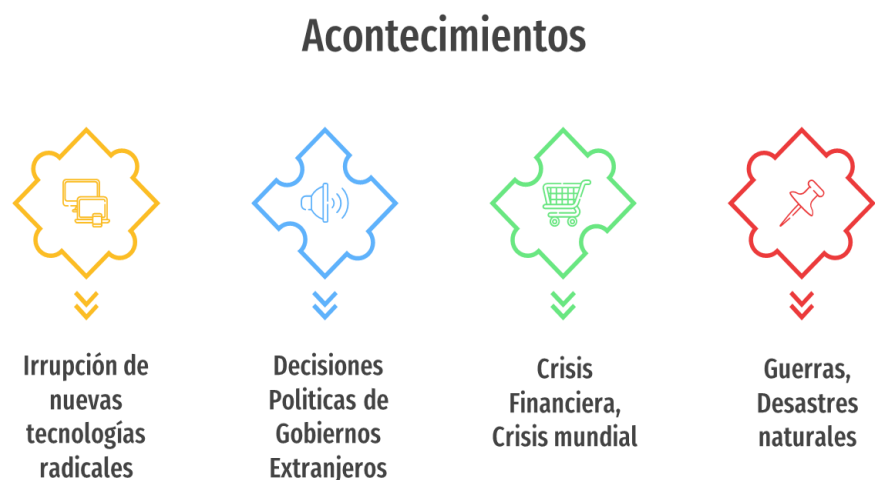 Acontecimientos
Irrupción de
nuevas
tecnologías
radicales
Decisiones
Politicas de
Gobiernos
Extranjeros
Crisis
Financiera,
Crisis mundial
Guerras,
Desastres
naturales